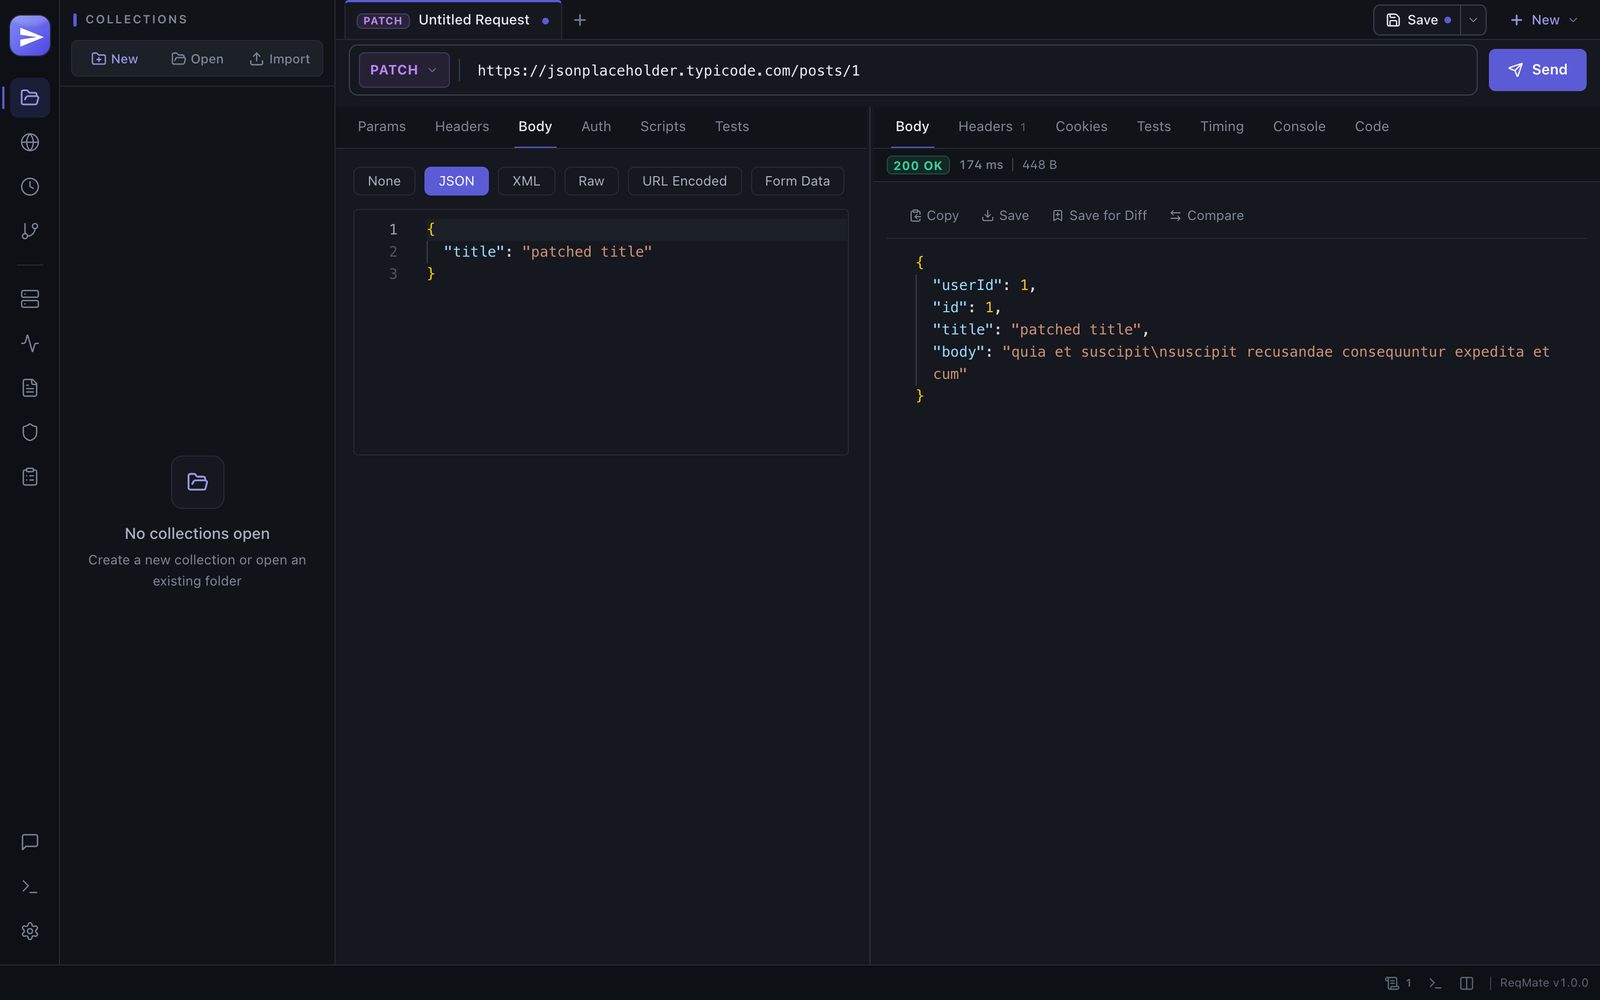 COLLECTIONS
New
Open
Import
No collections open
Create a new collection or open an
existing folder
PATCH Untitled Request
Save
New
PATCH
https://jsonplaceholder.typicode.com/posts/1
Send
Params
Headers
Body
Auth
Scripts
Tests
None
JSON
XML
Raw
URL Encoded
Form Data
1 {
2 "title": "patched title"
3 }
Body
Headers 1
Cookies
Tests
Timing
Console
Code
200 OK 174 ms 448 B
Copy
Save
Save for Diff
Compare
{
"userId": 1,
"id": 1,
"title": "patched title",
"body": "quia et suscipit\nsuscipit recusandae consequuntur expedita et
cum"
}
1
ReqMate v1.0.0